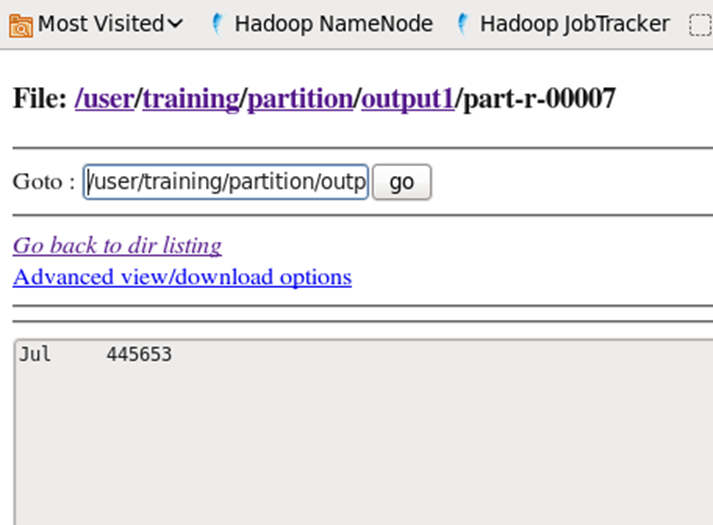 Most Visited Hadoop NameNode Hadoop JobTracker
File: /user/training/partition/output1/part-r-00007
Goto : /user/training/partition/outp go
Go back to dir listing
Advanced view/download options
Jul 445653